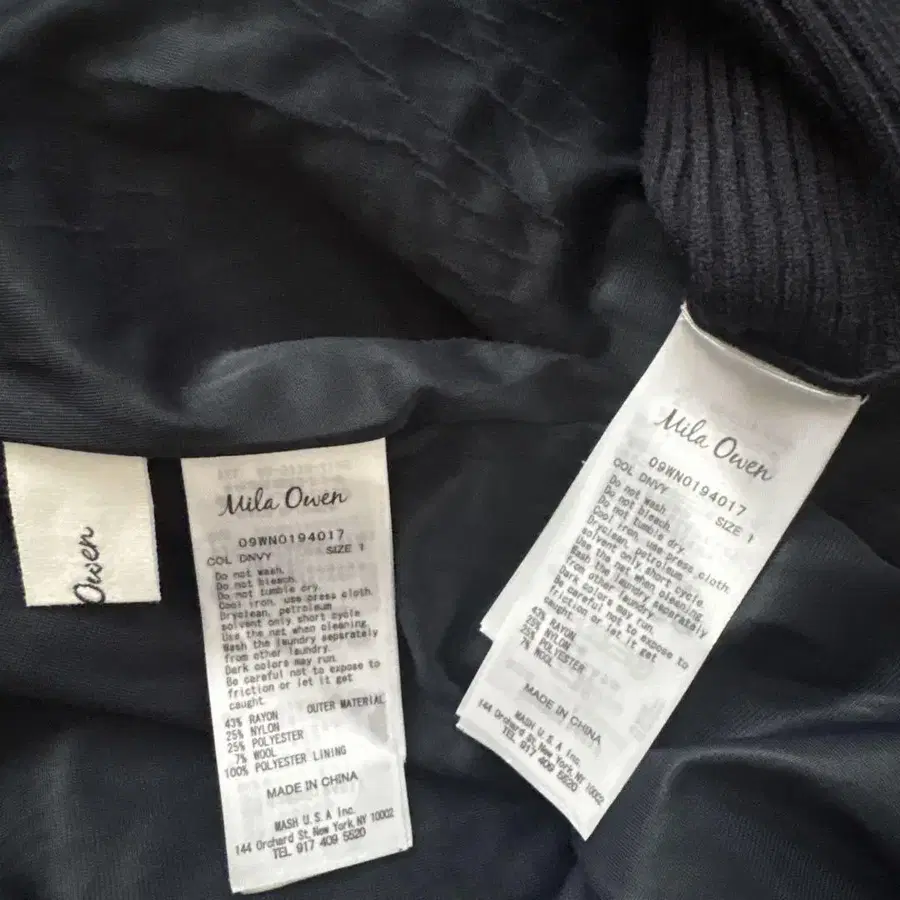 Owen
Mila Owen
09WN0194017
COL DNVY SIZE 1
Do not wash.
Do not bleach.
Do not tumble dry.
Cool iron, use press cloth.
Dryclean, petroleum
solvent only short cycle.
Use the net when cleaning.
Wash the laundry separately
from other laundry.
Dark colors may run.
Be careful not to expose to
friction or let it get
caught.
OUTER MATERIAL
43% RAYON
25% NYLON
25% POLYESTER
7% WOOL
100% POLYESTER LINING
MADE IN CHINA
MASH U.S.A Inc.
144 Orchard St, New York, NY 10002
TEL 917 409 5520
Mila Owen
09WN0194017
COL DNVY SIZE 1
Do not wash.
Do not bleach.
Do not tumble dry.
Cool iron, use press cloth.
Dryclean, petroleum
solvent only short cycle.
Use the net when cleaning.
Wash the laundry separately
from other laundry.
Dark colors may run.
Be careful not to expose to
friction or let it get
caught.
43% RAYON
25% NYLON
25% POLYESTER
7% WOOL
MADE IN CHINA
MASH U.S.A Inc.
144 Orchard St, New York, NY 10002
TEL 917 409 5520